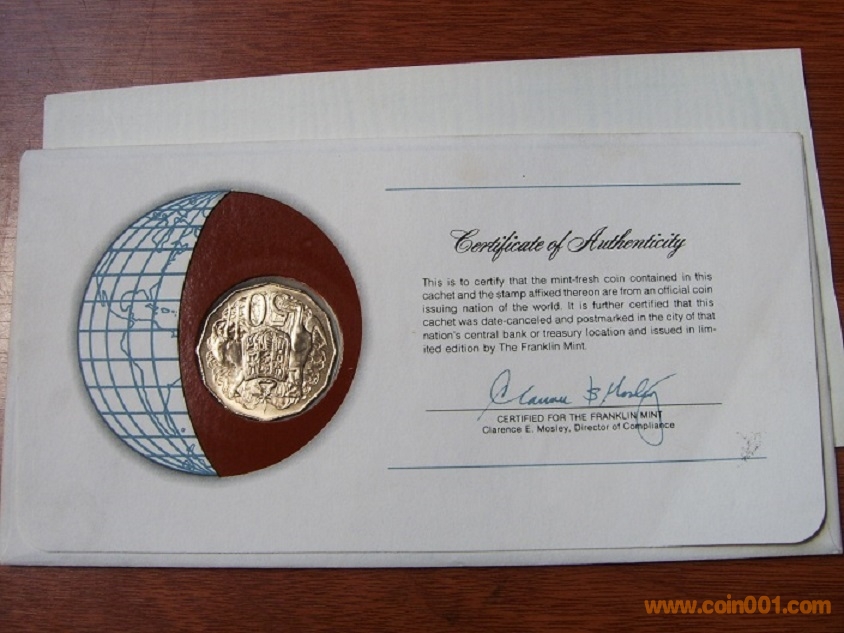 Certificate of Authenticity
This is to certify that the mint-fresh coin contained in this
cachet and the stamp affixed thereon are from an official coin
issuing nation of the world. It is further certified that this
cachet was date-canceled and postmarked in the city of that
nation's central bank or treasury location and issued in lim-
ited edition by The Franklin Mint.
50
CERTIFIED FOR THE FRANKLIN MINT
Clarence E. Mosley, Director of Compliance
www.coin001.com